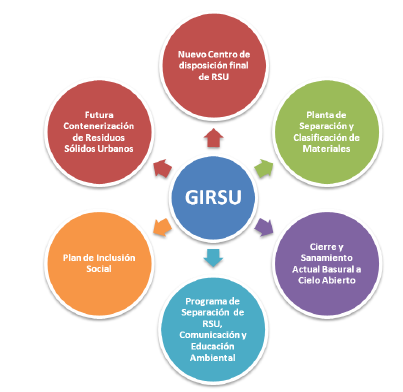 Nuevo Centro de
disposición final
de RSU
Futura
Contenerización
de Residuos
Sólidos Urbanos
Planta de
Separación y
Clasificación de
Materiales
GIRSU
Plan de Inclusión
Social
Cierre y
Sanamiento
Actual Basural a
Cielo Abierto
Programa de
Separación de
RSU,
Comunicación y
Educación
Ambiental